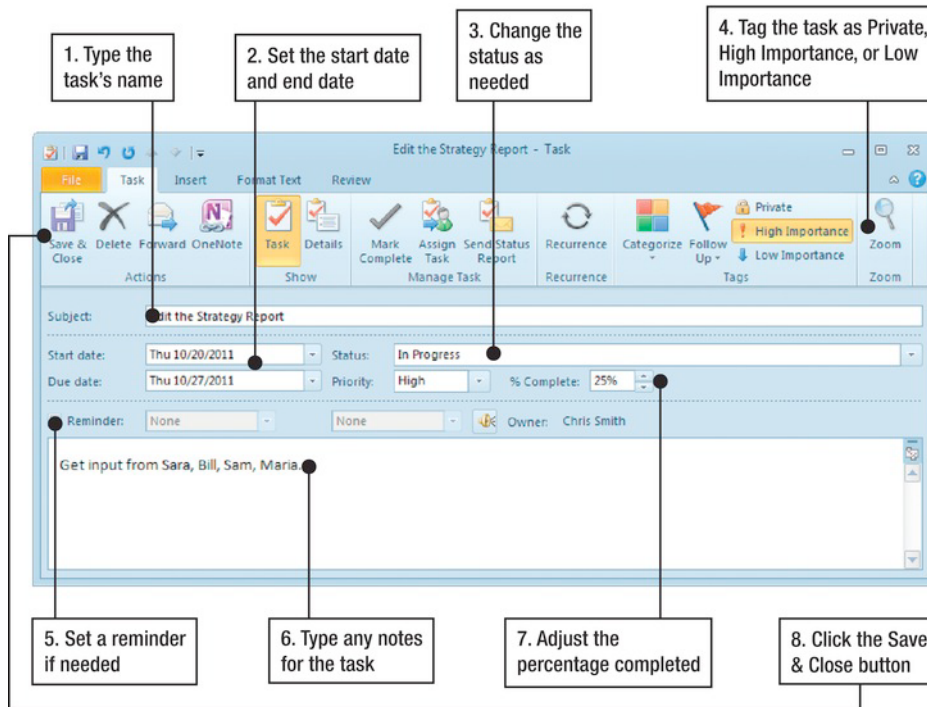 1. Type the
task's name
2. Set the start date
and end date
3. Change the
status as
needed
4. Tag the task as Private,
High Importance, or Low
Importance
Edit the Strategy Report - Task
File Task Insert Format Text Review
Save & Close
Delete
Forward
OneNote
Actions
Task
Details
Show
Mark Complete
Assign Task
Send Status Report
Manage Task
Recurrence
Recurrence
Categorize
Follow Up
Private
High Importance
Low Importance
Tags
Zoom
Zoom
Subject: Edit the Strategy Report
Start date: Thu 10/20/2011 Status: In Progress
Due date: Thu 10/27/2011 Priority: High % Complete: 25%
Reminder: None None Owner: Chris Smith
Get input from Sara, Bill, Sam, Maria.
5. Set a reminder
if needed
6. Type any notes
for the task
7. Adjust the
percentage completed
8. Click the Save
& Close button